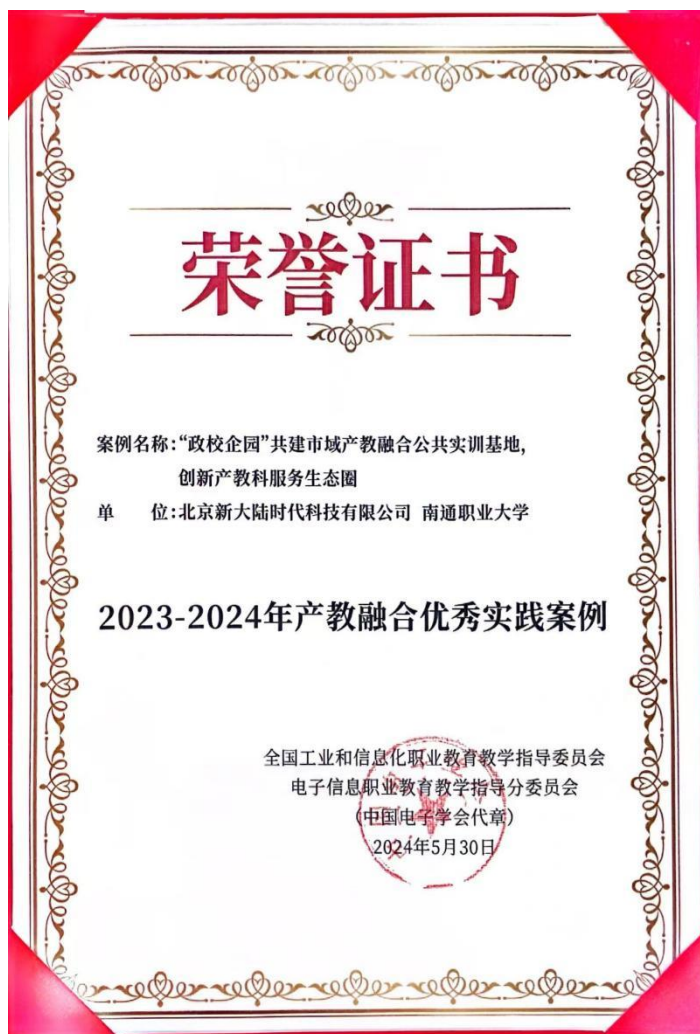 荣誉证书
案例名称:“政校企园”共建市域产教融合公共实训基地,
创新产教科服务生态圈
单 位:北京新大陆时代科技有限公司 南通职业大学
2023-2024年产教融合优秀实践案例
全国工业和信息化职业教育教学指导委员会
电子信息职业教育教学指导分委员会
(中国电子学会代章)
2024年5月30日